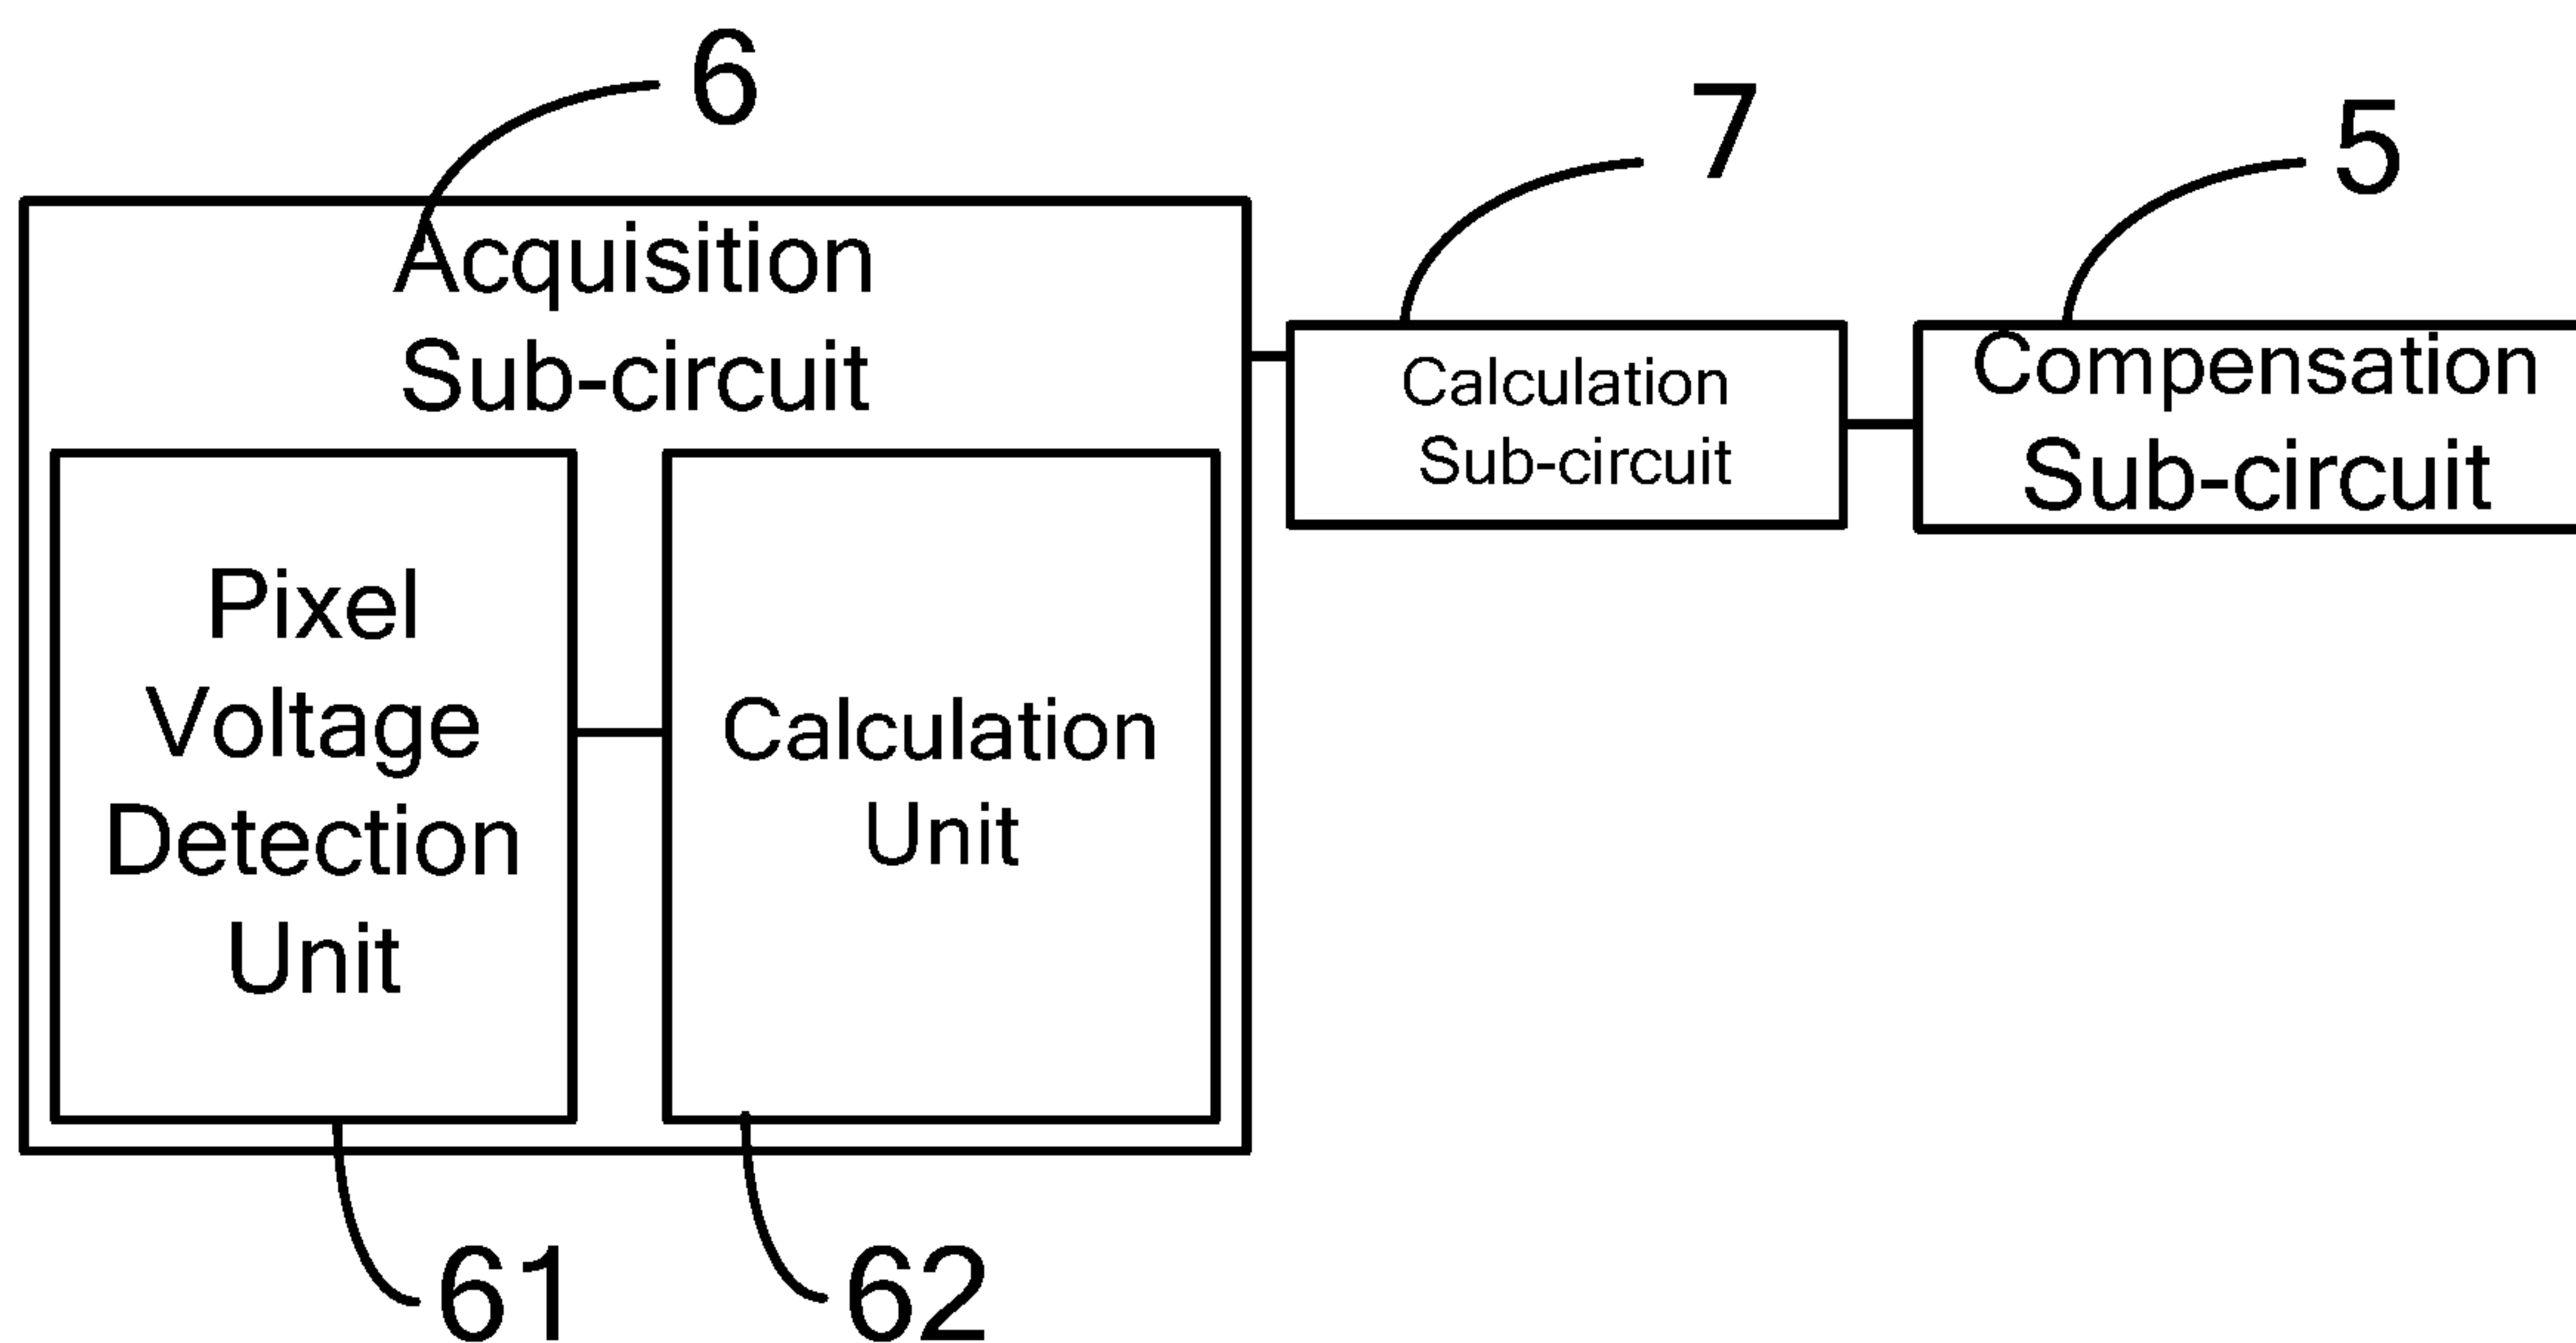 6
7
5
Acquisition
Sub-circuit
Calculation
Sub-circuit
Compensation
Sub-circuit
Pixel
Voltage
Detection
Unit
Calculation
Unit
61
62